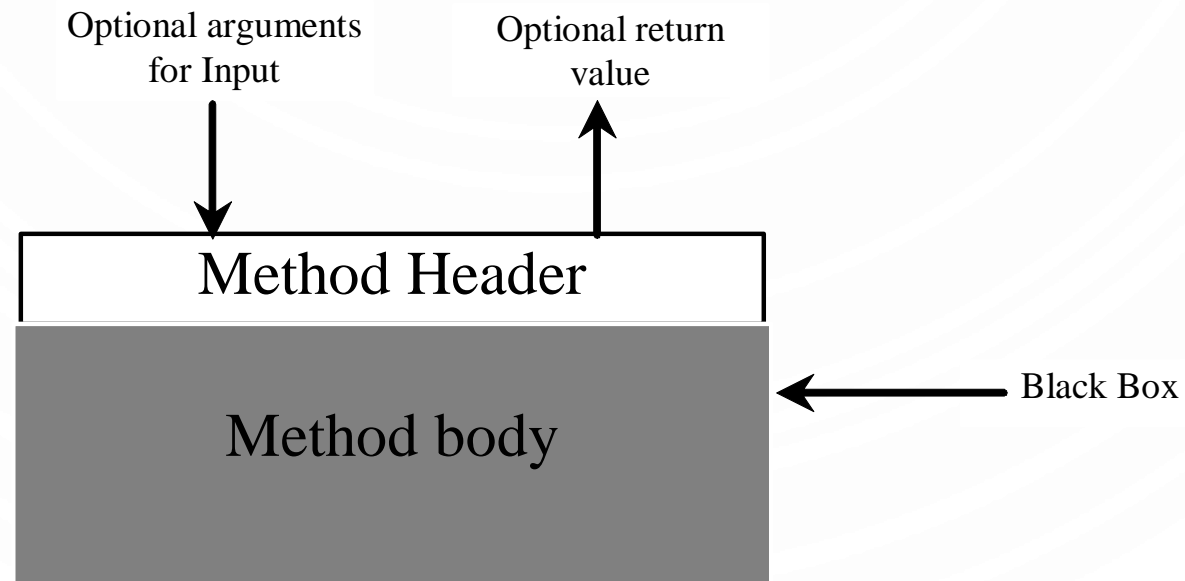 Optional arguments
for Input
Optional return
value
Method Header
Black Box
Method body